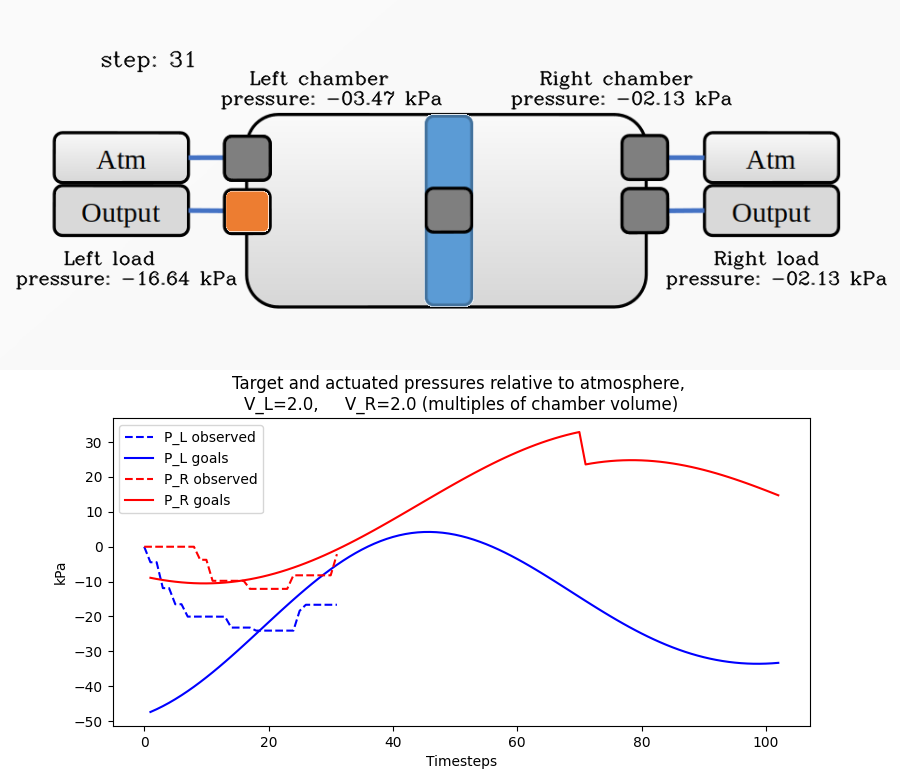 step: 31
Left chamber
pressure: −03.47 kPa
Right chamber
pressure: −02.13 kPa
Atm
Output
Atm
Output
Left load
pressure: −16.64 kPa
Right load
pressure: −02.13 kPa
Target and actuated pressures relative to atmosphere,
V_L=2.0,     V_R=2.0 (multiples of chamber volume)
P_L observed
P_L goals
P_R observed
P_R goals
kPa
30
20
10
0
−10
−20
−30
−40
−50
0 20 40 60 80 100
Timesteps